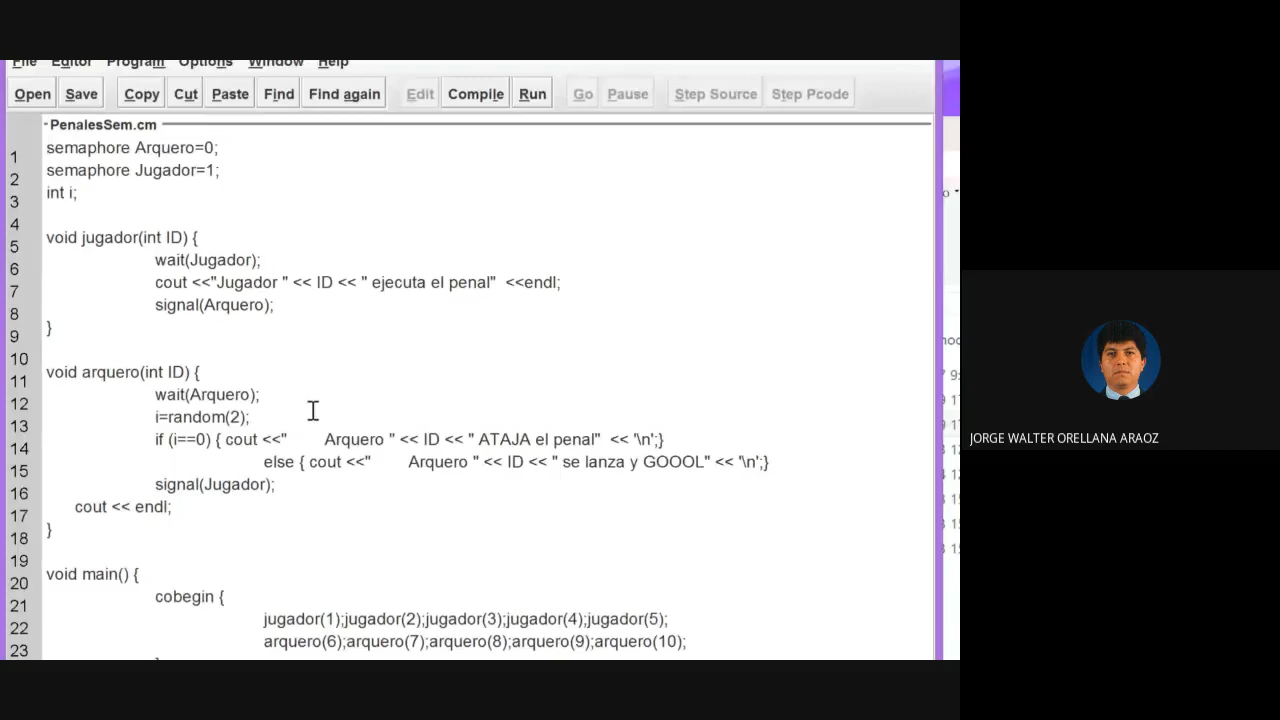 File Editor Program Options Window Help
Open Save Copy Cut Paste Find Find again Edit Compile Run Go Pause Step Source Step Pcode
PenalesSem.cm
1 semaphore Arquero=0;
2 semaphore Jugador=1;
3 int i;
4
5 void jugador(int ID) {
6 wait(Jugador);
7 cout <<"Jugador " << ID << " ejecuta el penal"  <<endl;
8 signal(Arquero);
9 }
10
11 void arquero(int ID) {
12 wait(Arquero);
13 i=random(2);
14 if (i==0) { cout <<"        Arquero " << ID << " ATAJA el penal"  << '\n';}
15 else { cout <<"        Arquero " << ID << " se lanza y GOOOL" << '\n';}
16 signal(Jugador);
17 cout << endl;
18 }
19
20 void main() {
21 cobegin {
22 jugador(1);jugador(2);jugador(3);jugador(4);jugador(5);
23 arquero(6);arquero(7);arquero(8);arquero(9);arquero(10);
JORGE WALTER ORELLANA ARAOZ